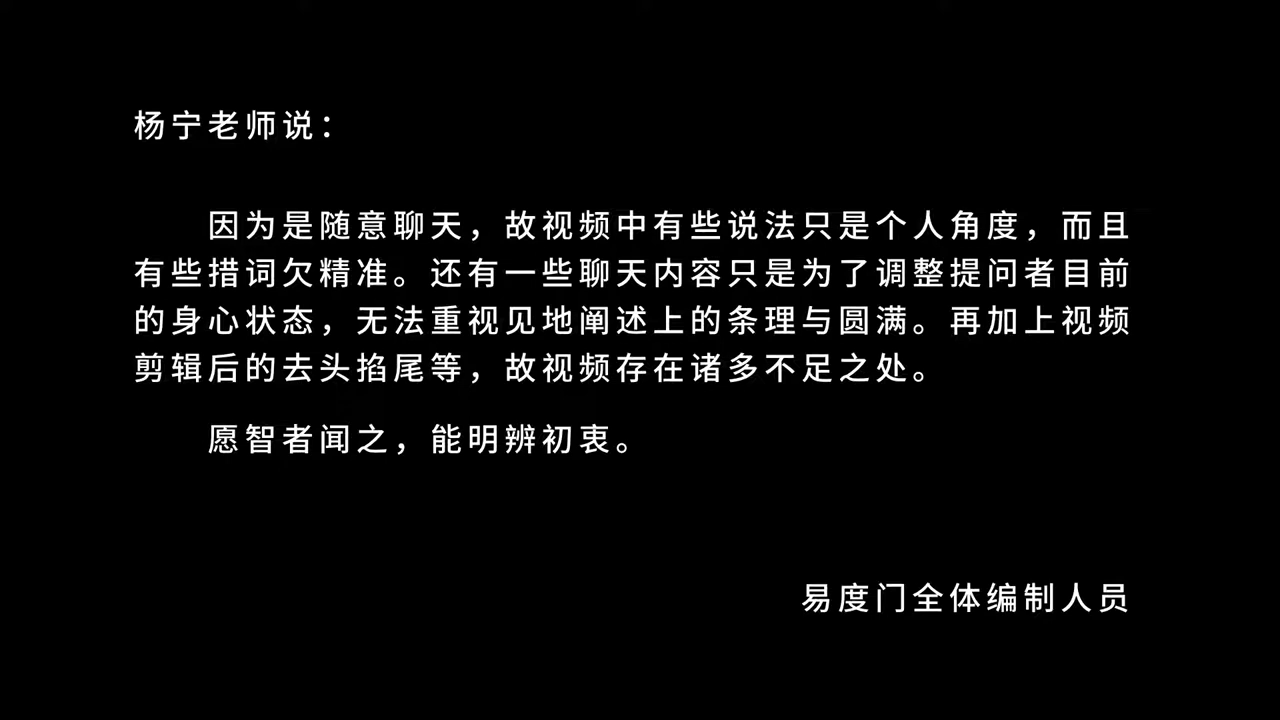 杨宁老师说：
因为是随意聊天，故视频中有些说法只是个人角度，而且
有些措词欠精准。还有一些聊天内容只是为了调整提问者目前
的身心状态，无法重视见地阐述上的条理与圆满。再加上视频
剪辑后的去头掐尾等，故视频存在诸多不足之处。
愿智者闻之，能明辨初衷。
易度门全体编制人员